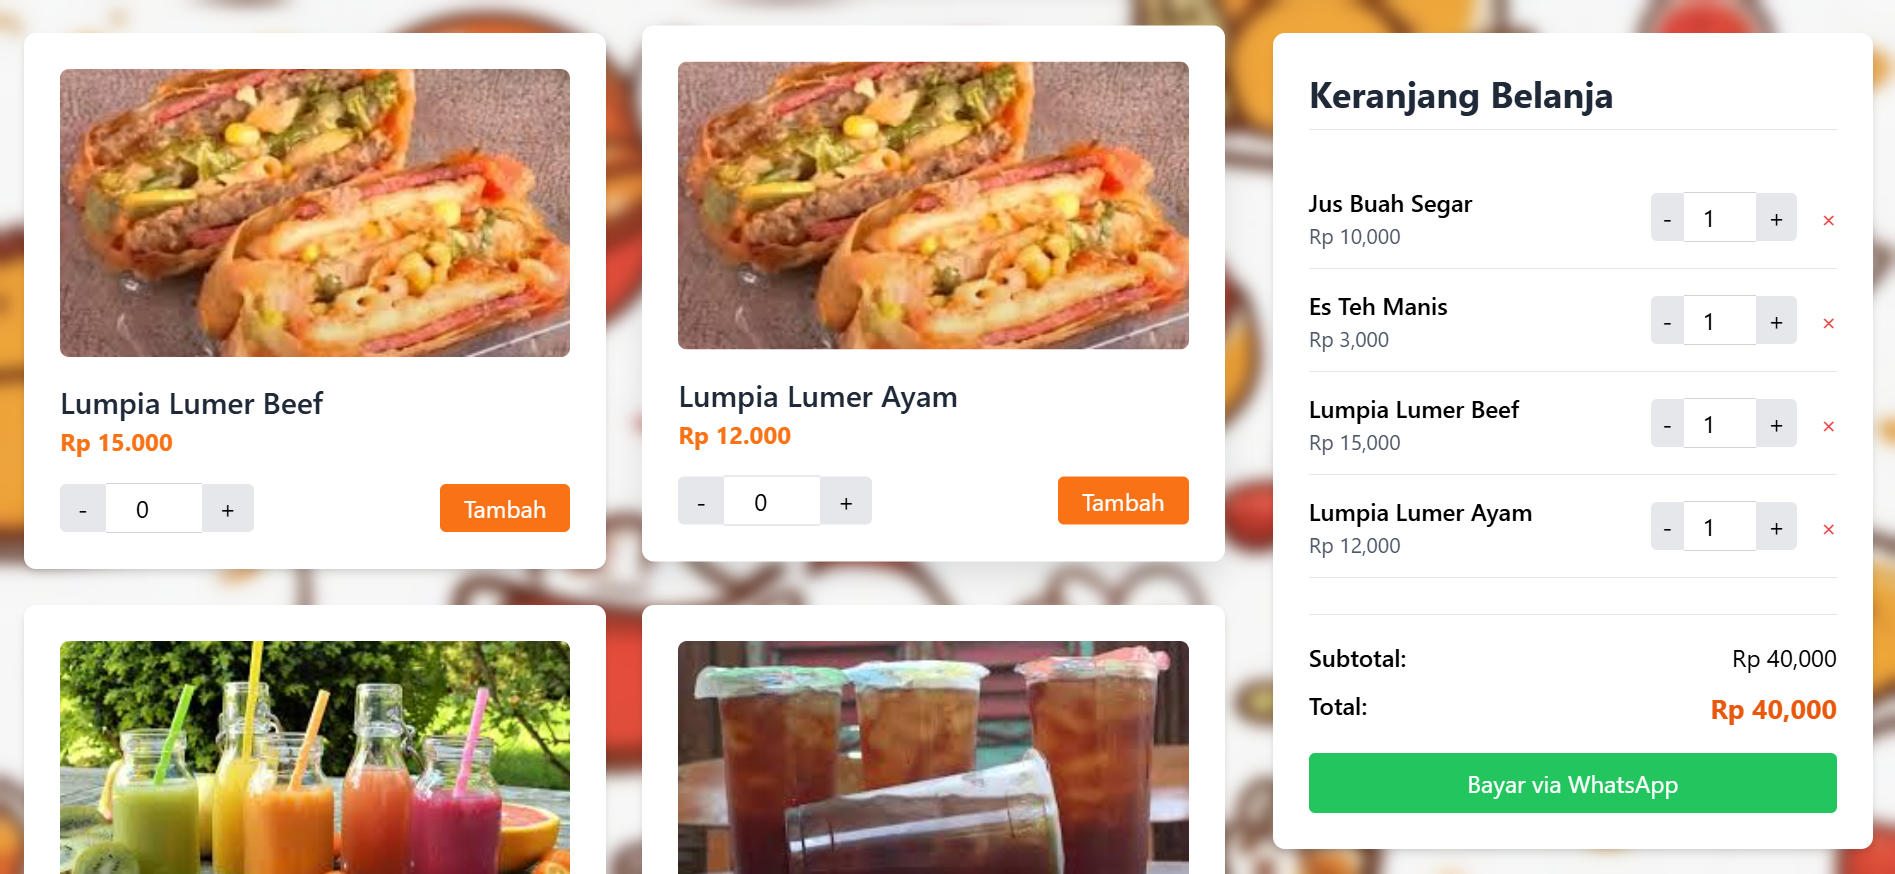 Lumpia Lumer Beef
Rp 15.000
- 0 + Tambah
Lumpia Lumer Ayam
Rp 12.000
- 0 + Tambah
Keranjang Belanja
Jus Buah Segar
Rp 10,000
- 1 + ×
Es Teh Manis
Rp 3,000
- 1 + ×
Lumpia Lumer Beef
Rp 15,000
- 1 + ×
Lumpia Lumer Ayam
Rp 12,000
- 1 + ×
Subtotal: Rp 40,000
Total: Rp 40,000
Bayar via WhatsApp